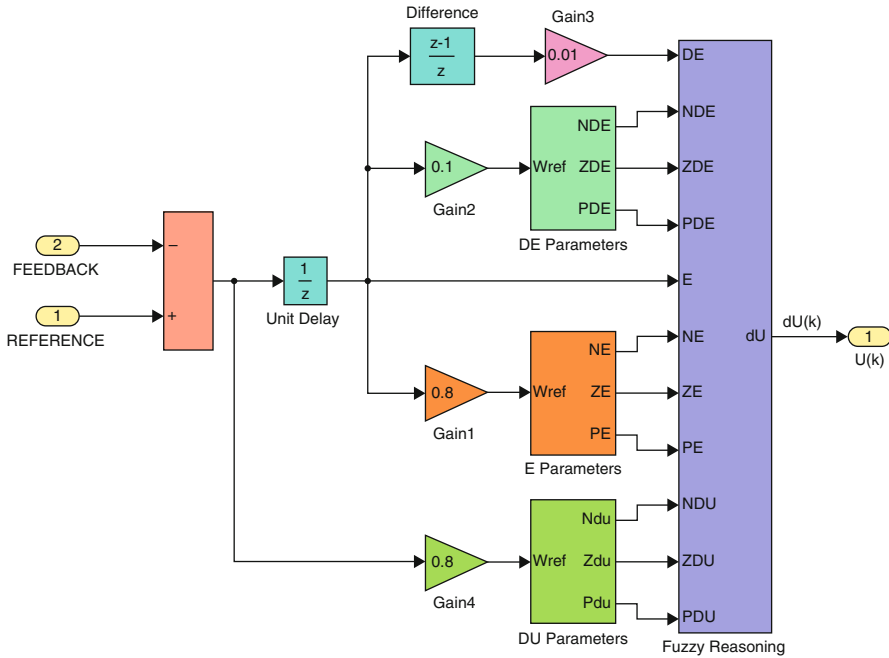 Difference
z-1
z
Gain3
0.01
DE
NDE
Wref
ZDE
PDE
DE Parameters
NDE
ZDE
PDE
0.1
Gain2
2
FEEDBACK
−
1
REFERENCE
+
1
z
Unit Delay
E
0.8
Gain1
NE
Wref
ZE
PE
E Parameters
NE
ZE
PE
dU
dU(k)
1
U(k)
0.8
Gain4
Ndu
Wref
Zdu
Pdu
DU Parameters
NDU
ZDU
PDU
Fuzzy Reasoning